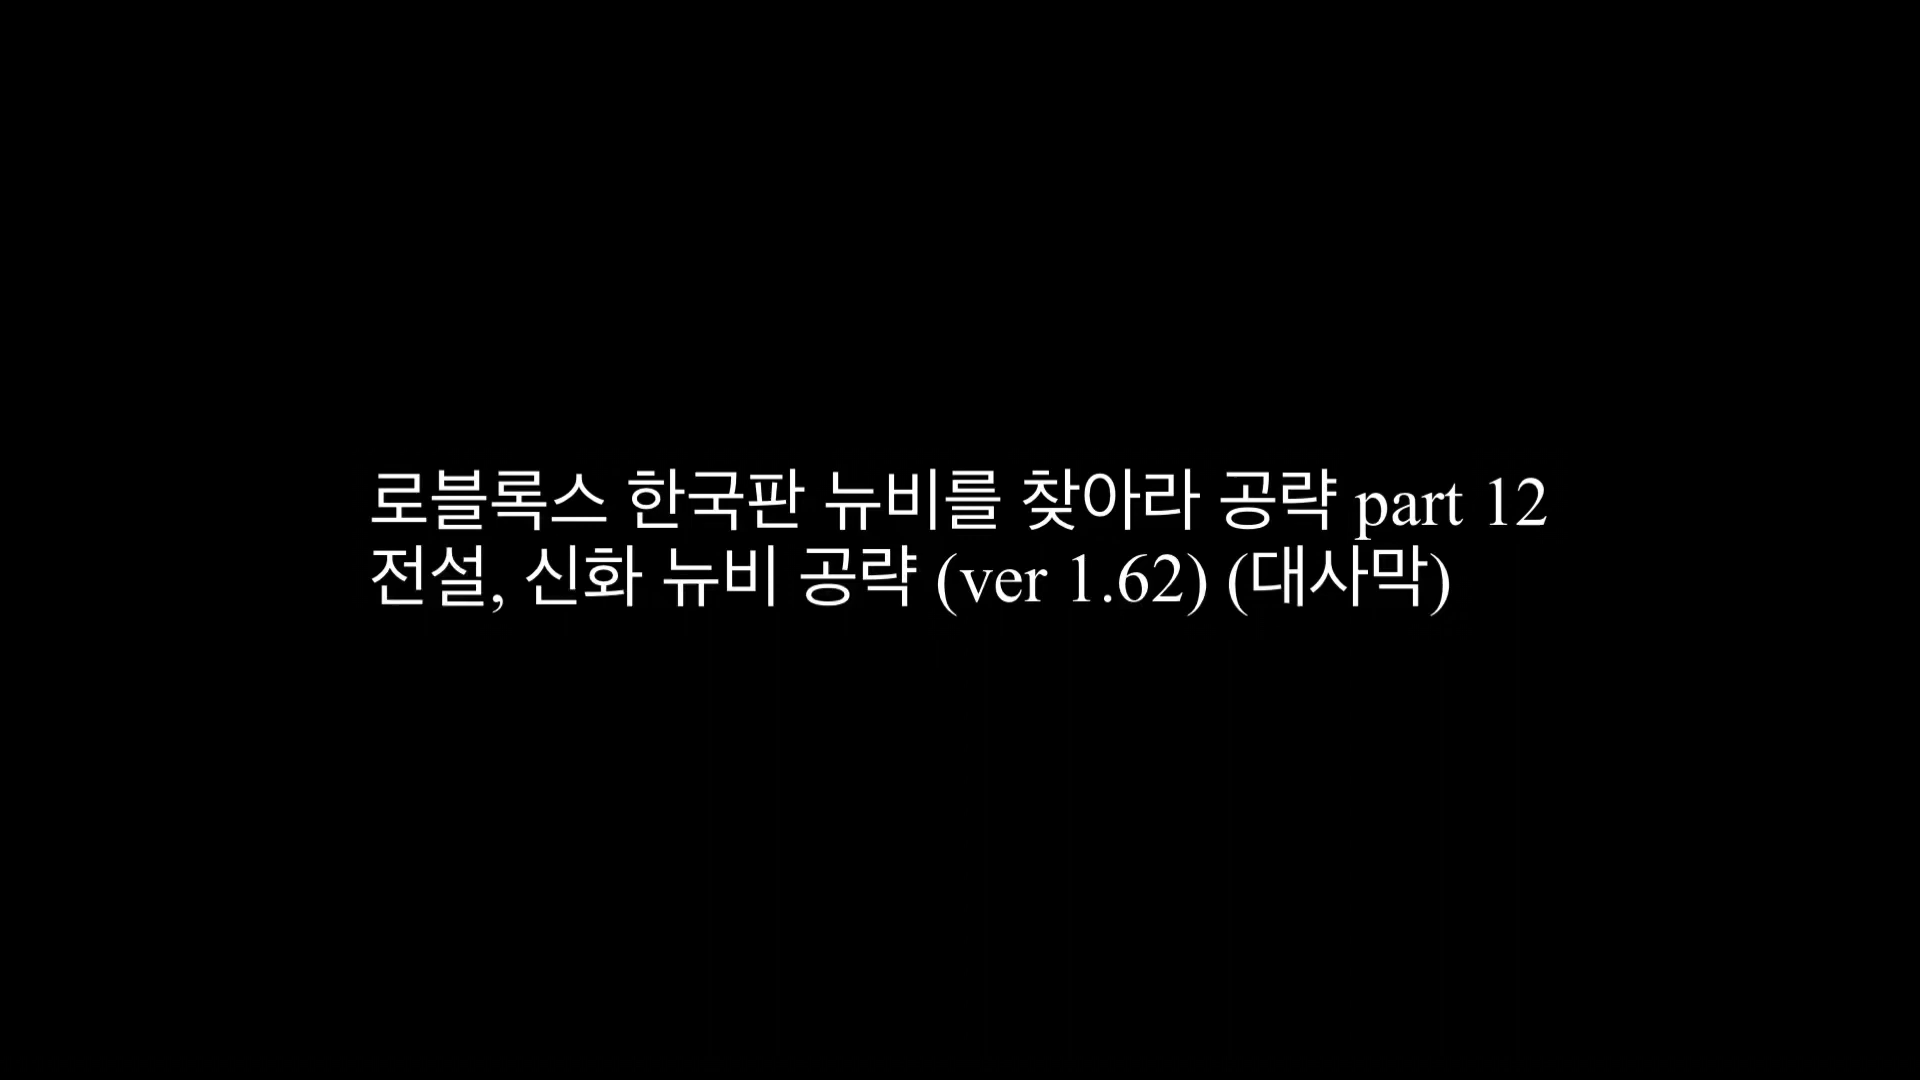 로블록스 한국판 뉴비를 찾아라 공략 part 12
전설, 신화 뉴비 공략 (ver 1.62) (대사막)